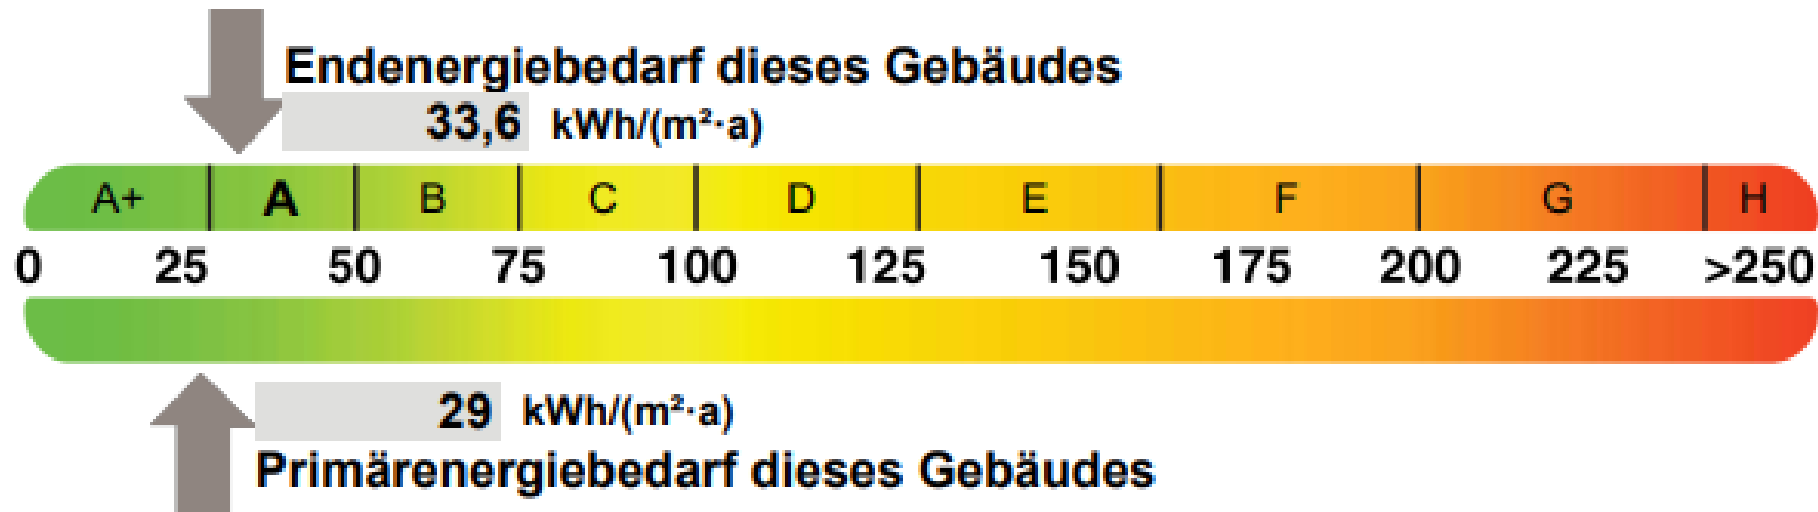 Endenergiebedarf dieses Gebäudes
33,6 kWh/(m²·a)
A+ A B C D E F G H
0 25 50 75 100 125 150 175 200 225 >250
29 kWh/(m²·a)
Primärenergiebedarf dieses Gebäudes